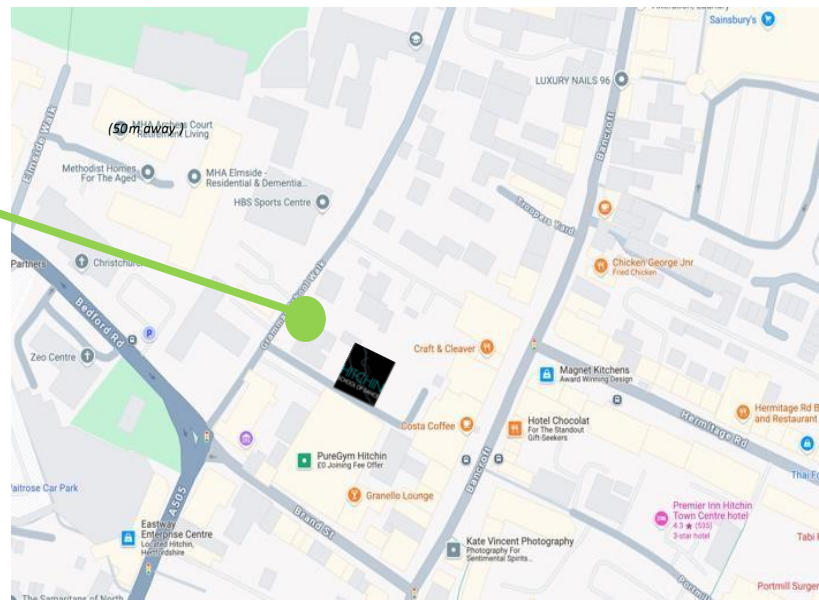 Sainsbury's
LUXURY NAILS 96
Bancroft
(50 m away)
MHA Archers Court
Retirement Living
Elmside Walk
Methodist Homes
For The Aged
MHA Elmside -
Residential & Dementia...
HBS Sports Centre
Troopers Yard
Partners
Christchurch
Chicken George Jnr
Fried Chicken
Grammar School Walk
Bedford Rd
P
Zeo Centre
HITCHIN
SCHOOL OF DANCE
Craft & Cleaver
Magnet Kitchens
Award Winning Design
Hermitage Rd
Hermitage Rd B
and Restaurant
Costa Coffee
Hotel Chocolat
For The Standout
Gift-Seekers
PureGym Hitchin
£0 Joining Fee Offer
Bancroft
Thai Fo
aitrose Car Park
A505
Granello Lounge
Brand St
Premier Inn Hitchin
Town Centre hotel
4.3 ★ (535)
3-star hotel
Eastway
Enterprise Centre
Located Hitchin,
Hertfordshire
Kate Vincent Photography
Photography For
Sentimental Spirits...
Tabi
Portmill
Portmill Surger
The Samaritans of North